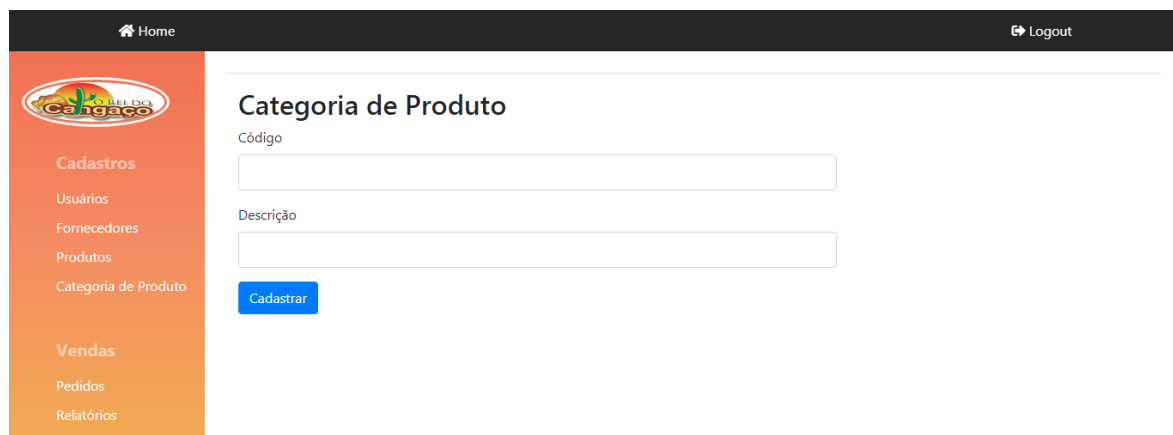 Home
Logout
O REI DO
Cangaço
Cadastros
Usuários
Fornecedores
Produtos
Categoria de Produto
Vendas
Pedidos
Relatórios
Categoria de Produto
Código
Descrição
Cadastrar